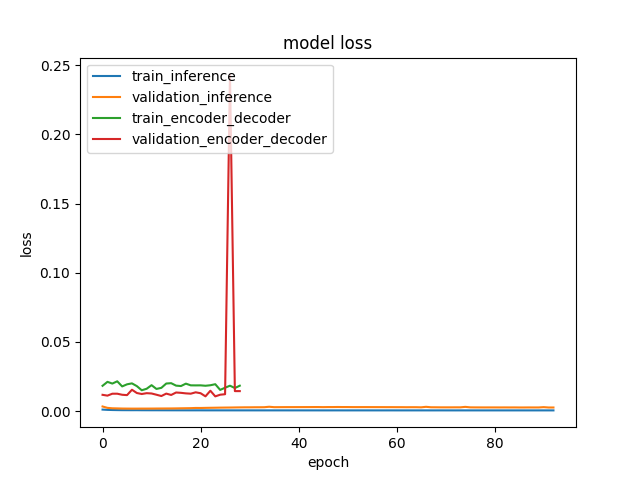 model loss
train_inference
validation_inference
train_encoder_decoder
validation_encoder_decoder
0.25
0.20
0.15
0.10
0.05
0.00
loss
0
20
40
60
80
epoch